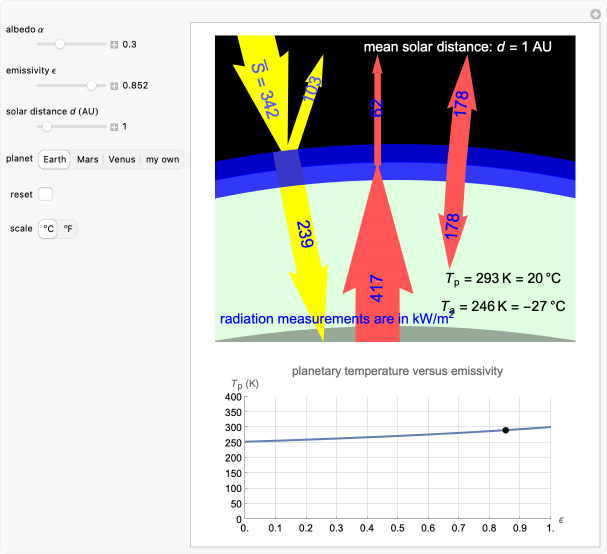 albedo α
0.3
emissivity ϵ
0.852
solar distance d (AU)
1
planet Earth Mars Venus my own
reset
scale °C °F
mean solar distance: d = 1 AU
S̅ = 342
103
62
178
239
417
178
Tp = 293 K = 20 °C
Ta = 246 K = −27 °C
radiation measurements are in kW/m²
planetary temperature versus emissivity
Tp (K)
400
350
300
250
200
150
100
50
0
0. 0.1 0.2 0.3 0.4 0.5 0.6 0.7 0.8 0.9 1. ϵ